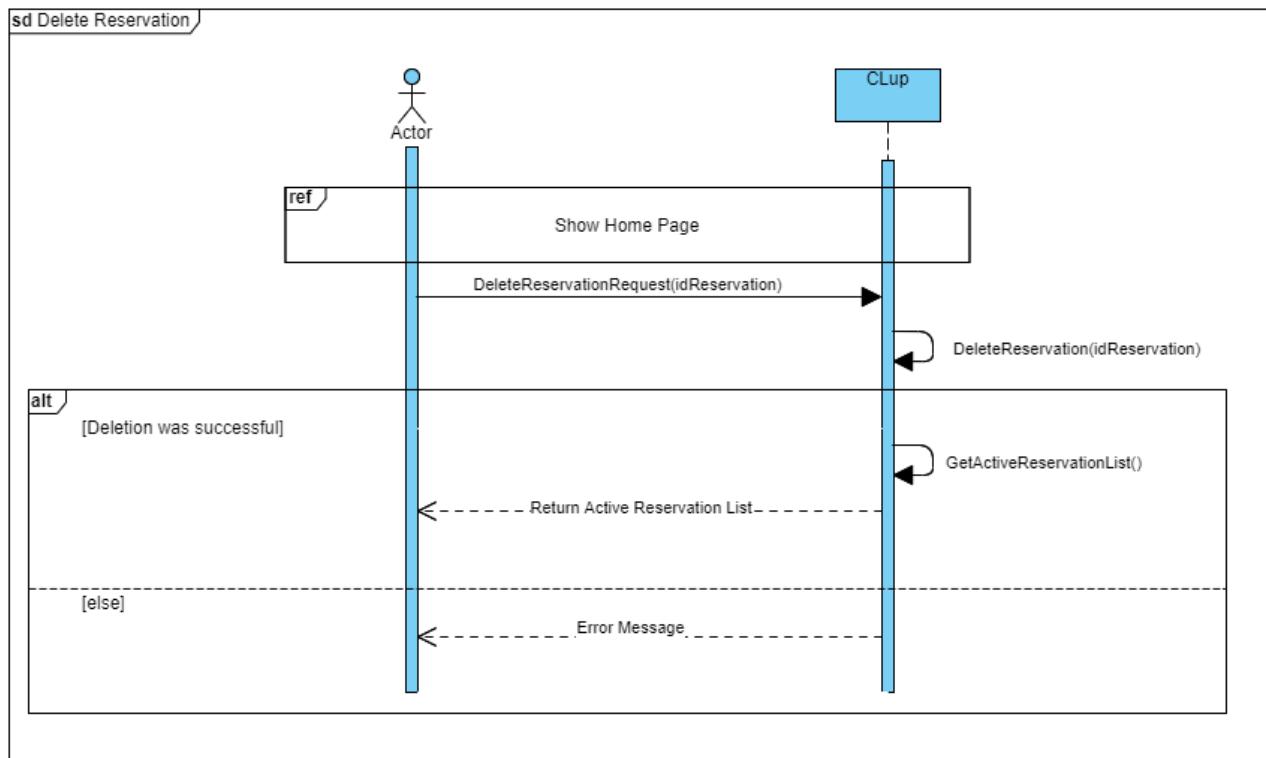 sd Delete Reservation
CLup
Actor
ref
Show Home Page
DeleteReservationRequest(idReservation)
DeleteReservation(idReservation)
alt
[Deletion was successful]
GetActiveReservationList()
Return Active Reservation List
[else]
Error Message